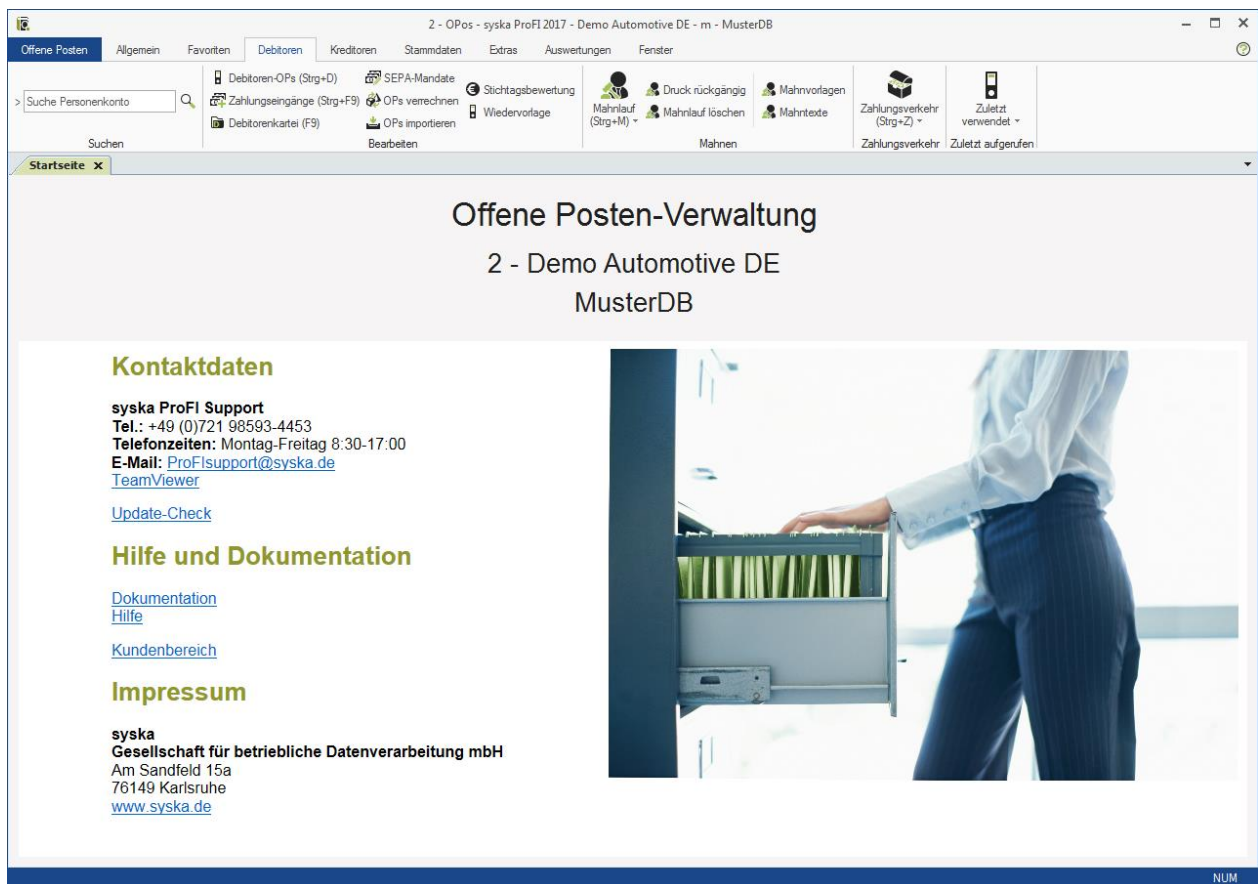 2 - OPos - syska ProFI 2017 - Demo Automotive DE - m - MusterDB
Offene Posten Allgemein Favoriten Debitoren Kreditoren Stammdaten Extras Auswertungen Fenster
> Suche Personenkonto
Suchen
Debitoren-OPs (Strg+D)
Zahlungseingänge (Strg+F9)
Debitorenkartei (F9)
SEPA-Mandate
OPs verrechnen
OPs importieren
Stichtagsbewertung
Wiedervorlage
Bearbeiten
Mahnlauf
(Strg+M)
Druck rückgängig
Mahnlauf löschen
Mahnvorlagen
Mahntexte
Mahnen
Zahlungsverkehr
(Strg+Z)
Zahlungsverkehr
Zuletzt
verwendet
Zuletzt aufgerufen
Startseite X
Offene Posten-Verwaltung
2 - Demo Automotive DE
MusterDB
Kontaktdaten
syska ProFI Support
Tel.: +49 (0)721 98593-4453
Telefonzeiten: Montag-Freitag 8:30-17:00
E-Mail: ProFIsupport@syska.de
TeamViewer
Update-Check
Hilfe und Dokumentation
Dokumentation
Hilfe
Kundenbereich
Impressum
syska
Gesellschaft für betriebliche Datenverarbeitung mbH
Am Sandfeld 15a
76149 Karlsruhe
www.syska.de
NUM